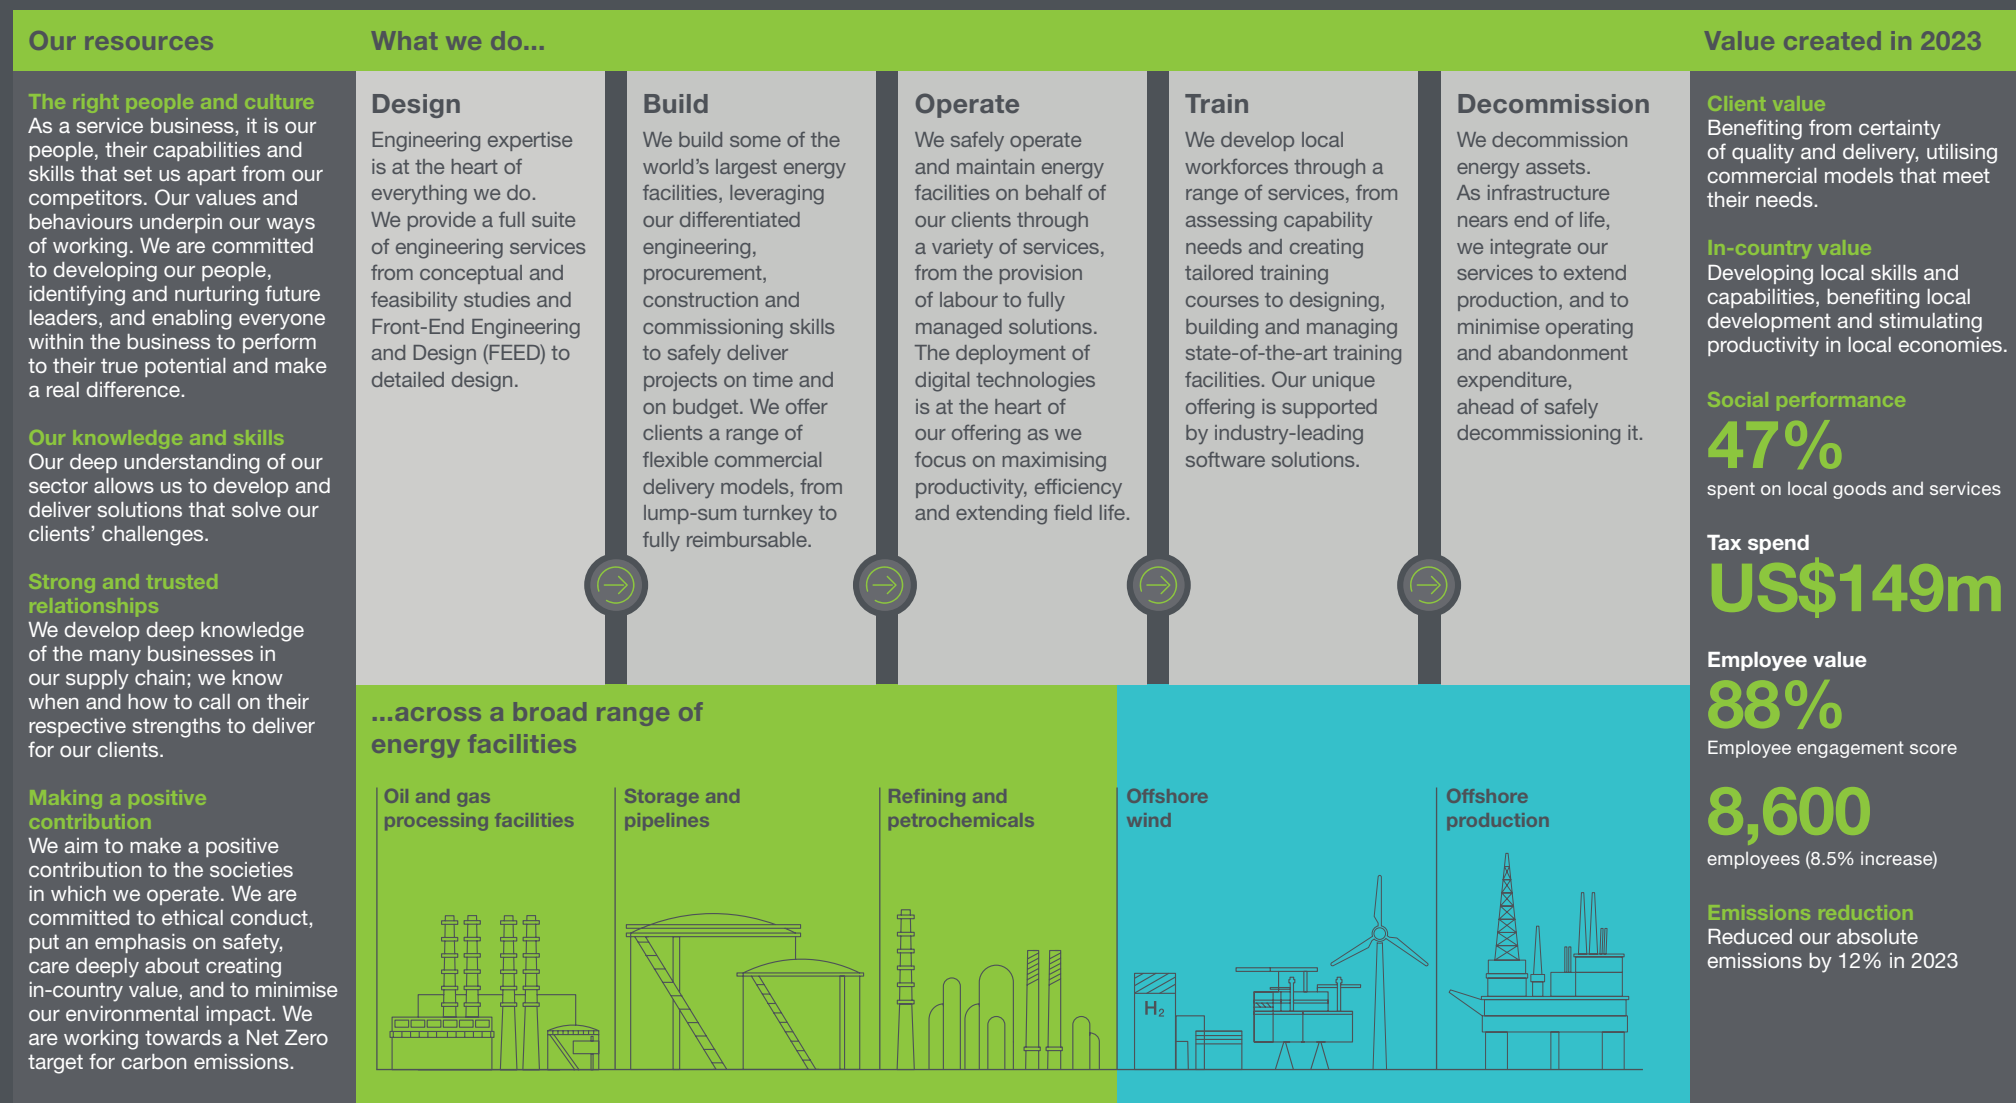 Our resources
The right people and culture
As a service business, it is our
people, their capabilities and
skills that set us apart from our
competitors. Our values and
behaviours underpin our ways
of working. We are committed
to developing our people,
identifying and nurturing future
leaders, and enabling everyone
within the business to perform
to their true potential and make
a real difference.
Our knowledge and skills
Our deep understanding of our
sector allows us to develop and
deliver solutions that solve our
clients’ challenges.
Strong and trusted
relationships
We develop deep knowledge
of the many businesses in
our supply chain; we know
when and how to call on their
respective strengths to deliver
for our clients.
Making a positive
contribution
We aim to make a positive
contribution to the societies
in which we operate. We are
committed to ethical conduct,
put an emphasis on safety,
care deeply about creating
in-country value, and to minimise
our environmental impact. We
are working towards a Net Zero
target for carbon emissions.
What we do...
Design
Engineering expertise
is at the heart of
everything we do.
We provide a full suite
of engineering services
from conceptual and
feasibility studies and
Front-End Engineering
and Design (FEED) to
detailed design.
Build
We build some of the
world’s largest energy
facilities, leveraging
our differentiated
engineering,
procurement,
construction and
commissioning skills
to safely deliver
projects on time and
on budget. We offer
clients a range of
flexible commercial
delivery models, from
lump-sum turnkey to
fully reimbursable.
Operate
We safely operate
and maintain energy
facilities on behalf of
our clients through
a variety of services,
from the provision
of labour to fully
managed solutions.
The deployment of
digital technologies
is at the heart of
our offering as we
focus on maximising
productivity, efficiency
and extending field life.
Train
We develop local
workforces through a
range of services, from
assessing capability
needs and creating
tailored training
courses to designing,
building and managing
state-of-the-art training
facilities. Our unique
offering is supported
by industry-leading
software solutions.
Decommission
We decommission
energy assets.
As infrastructure
nears end of life,
we integrate our
services to extend
production, and to
minimise operating
and abandonment
expenditure,
ahead of safely
decommissioning it.
...across a broad range of
energy facilities
Oil and gas
processing facilities
Storage and
pipelines
Refining and
petrochemicals
Offshore
wind
H₂
Offshore
production
Value created in 2023
Client value
Benefiting from certainty
of quality and delivery, utilising
commercial models that meet
their needs.
In-country value
Developing local skills and
capabilities, benefiting local
development and stimulating
productivity in local economies.
Social performance
47%
spent on local goods and services
Tax spend
US$149m
Employee value
88%
Employee engagement score
8,600
employees (8.5% increase)
Emissions reduction
Reduced our absolute
emissions by 12% in 2023